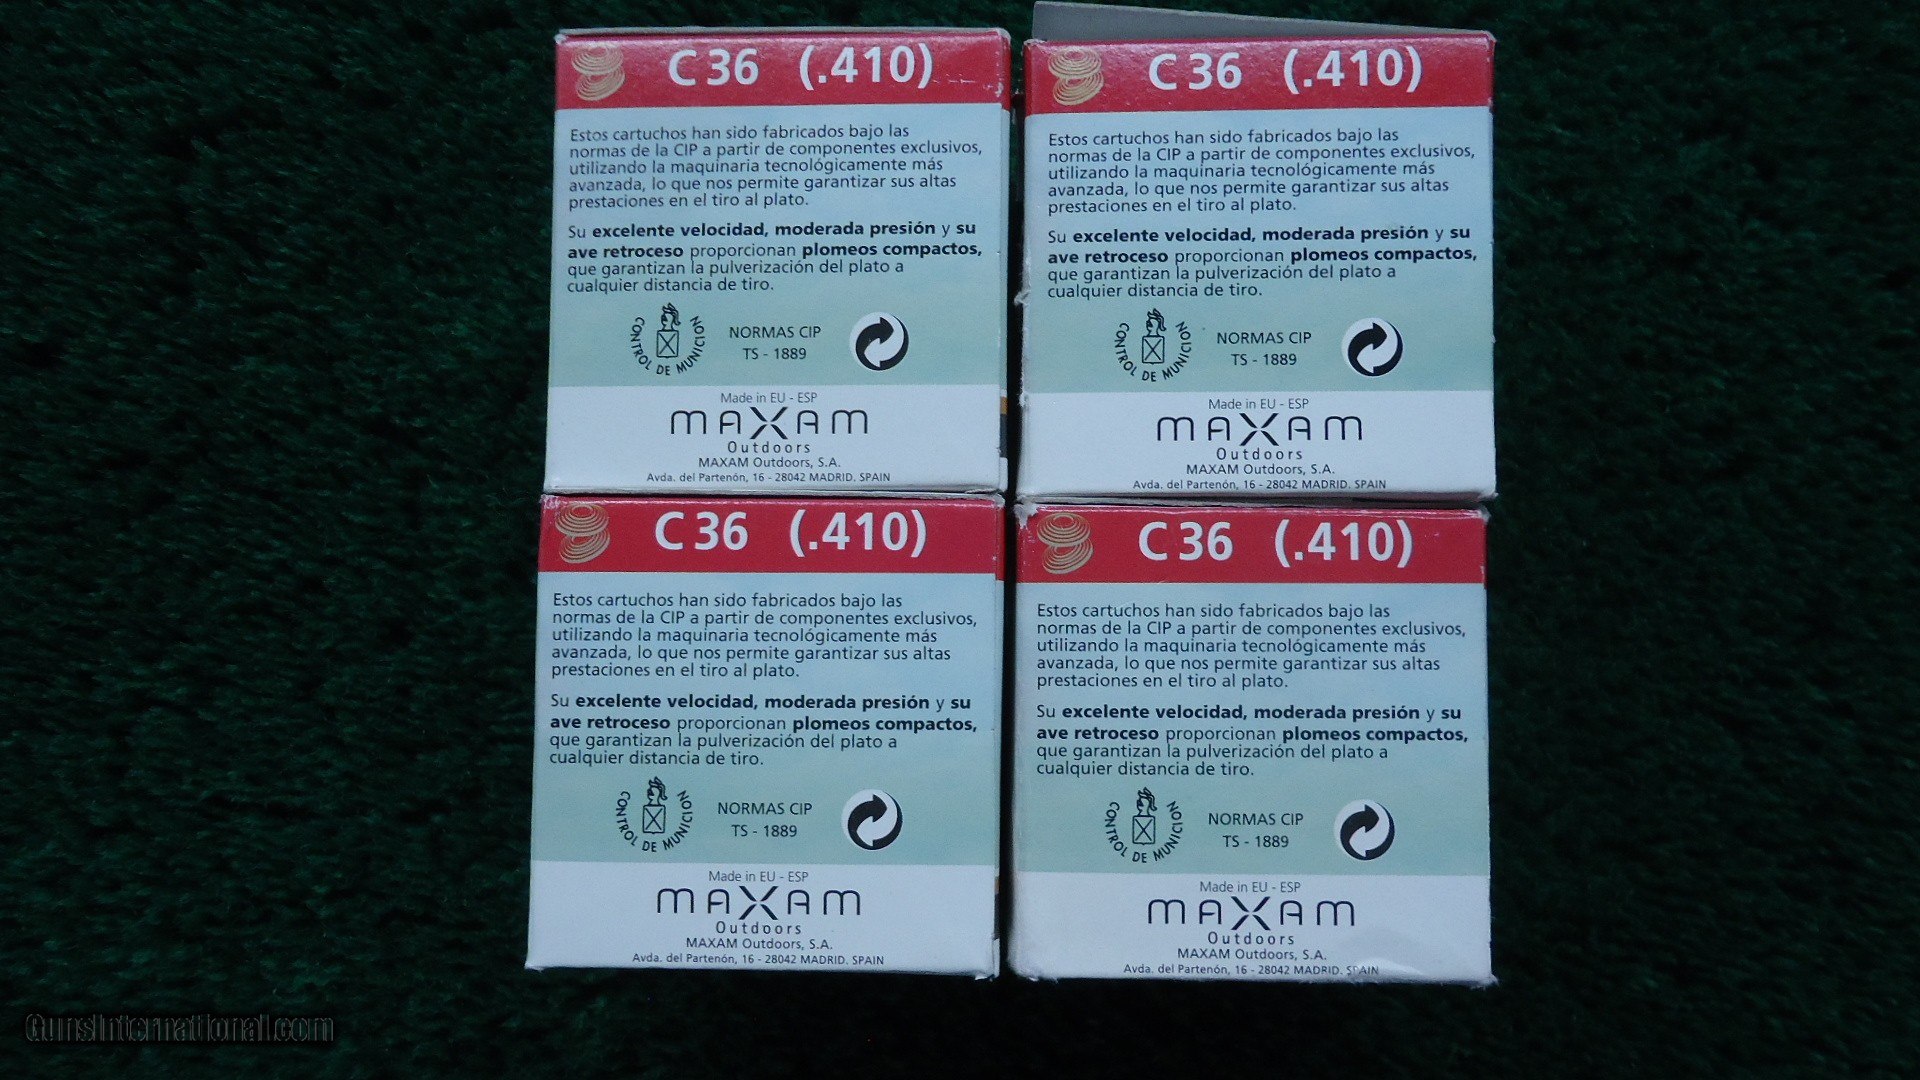 C 36 (.410)
Estos cartuchos han sido fabricados bajo las
normas de la CIP a partir de componentes exclusivos,
utilizando la maquinaria tecnológicamente más
avanzada, lo que nos permite garantizar sus altas
prestaciones en el tiro al plato.
Su excelente velocidad, moderada presión y su
ave retroceso proporcionan plomeos compactos,
que garantizan la pulverización del plato a
cualquier distancia de tiro.
CONTROL DE MUNICION
NORMAS CIP
TS - 1889
Made in EU - ESP
maxam
Outdoors
MAXAM Outdoors, S.A.
Avda. del Partenón, 16 - 28042 MADRID. SPAIN
C 36 (.410)
Estos cartuchos han sido fabricados bajo las
normas de la CIP a partir de componentes exclusivos,
utilizando la maquinaria tecnológicamente más
avanzada, lo que nos permite garantizar sus altas
prestaciones en el tiro al plato.
Su excelente velocidad, moderada presión y su
ave retroceso proporcionan plomeos compactos,
que garantizan la pulverización del plato a
cualquier distancia de tiro.
CONTROL DE MUNICION
NORMAS CIP
TS - 1889
Made in EU - ESP
maxam
Outdoors
MAXAM Outdoors, S.A.
Avda. del Partenón, 16 - 28042 MADRID. SPAIN
C 36 (.410)
Estos cartuchos han sido fabricados bajo las
normas de la CIP a partir de componentes exclusivos,
utilizando la maquinaria tecnológicamente más
avanzada, lo que nos permite garantizar sus altas
prestaciones en el tiro al plato.
Su excelente velocidad, moderada presión y su
ave retroceso proporcionan plomeos compactos,
que garantizan la pulverización del plato a
cualquier distancia de tiro.
CONTROL DE MUNICION
NORMAS CIP
TS - 1889
Made in EU - ESP
maxam
Outdoors
MAXAM Outdoors, S.A.
Avda. del Partenón, 16 - 28042 MADRID. SPAIN
C 36 (.410)
Estos cartuchos han sido fabricados bajo las
normas de la CIP a partir de componentes exclusivos,
utilizando la maquinaria tecnológicamente más
avanzada, lo que nos permite garantizar sus altas
prestaciones en el tiro al plato.
Su excelente velocidad, moderada presión y su
ave retroceso proporcionan plomeos compactos,
que garantizan la pulverización del plato a
cualquier distancia de tiro.
CONTROL DE MUNICION
NORMAS CIP
TS - 1889
Made in EU - ESP
maxam
Outdoors
MAXAM Outdoors, S.A.
Avda. del Partenón, 16 - 28042 MADRID. SPAIN
GunsInternational.com